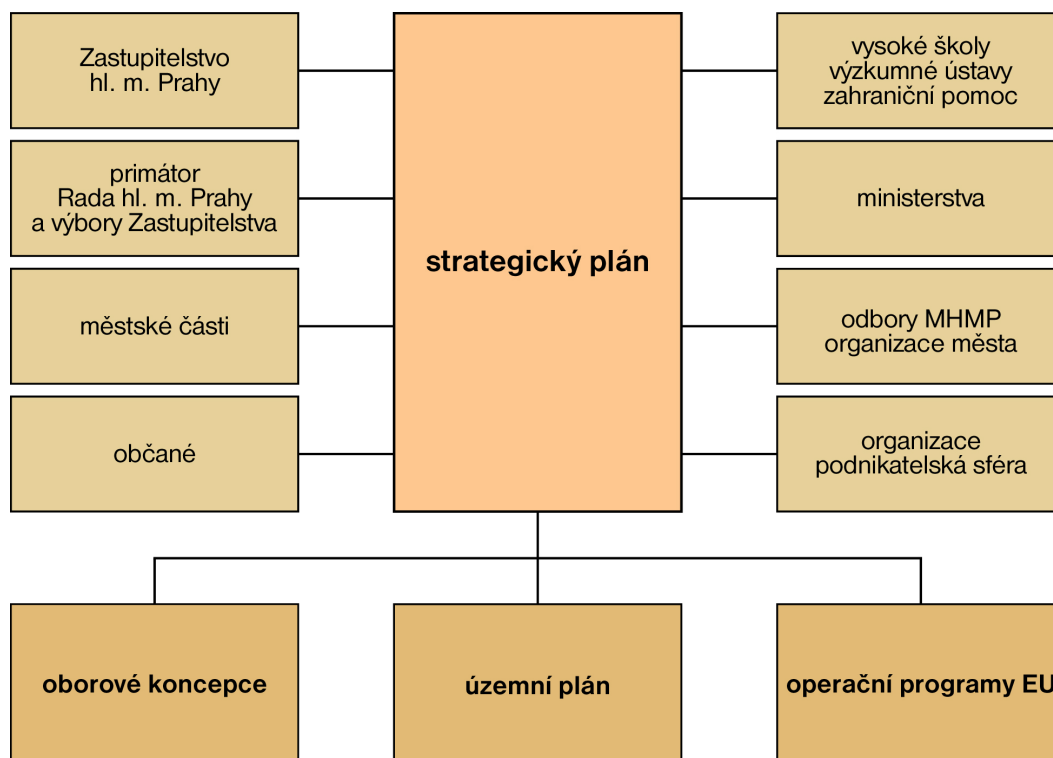 Zastupitelstvo
hl. m. Prahy
primátor
Rada hl. m. Prahy
a výbory Zastupitelstva
městské části
občané
strategický plán
vysoké školy
výzkumné ústavy
zahraniční pomoc
ministerstva
odbory MHMP
organizace města
organizace
podnikatelská sféra
oborové koncepce
územní plán
operační programy EU